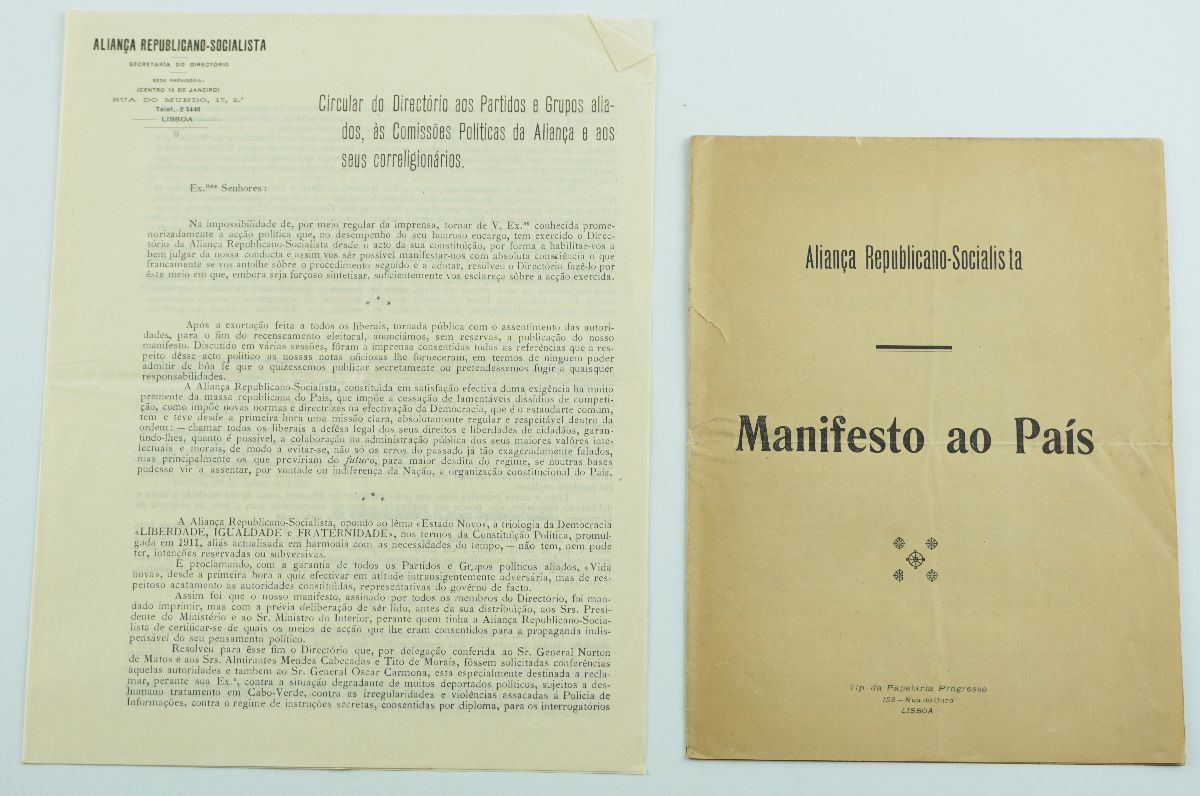 ALIANÇA REPUBLICANO-SOCIALISTA
SECRETARÍA DO DIRECTÓRIO
SÉDE PROVISÓRIA:
(CENTRO 15 DE JANEIRO)
RUA DO MUNDO, 17, 2.º
Telef. 2 5449
LISBOA
Circular do Directório aos Partidos e Grupos alia-
dos, às Comissões Políticas da Aliança e aos
seus correligionários.
Ex.mos Senhores:
Na impossibilidade de, por meio regular da imprensa, tornar de V. Ex.as conhecida prome-
norizadamente a acção política que, no desempenho do seu honroso encargo, tem exercido o Direc-
tório da Aliança Republicano-Socialista desde o acto da sua constituição, por forma a habilitar-vos a
bem julgar da nossa conducta e assim vos sêr possível manifestar-nos com absoluta consciência o que
francamente se vos antolhe sôbre o procedimento seguido e a adotar, resolveu o Directório fazê-lo por
êste meio em que, embora seja forçoso sintetisar, suficientemente vos esclareça sôbre a acção exercida.
* * *
Após a exortação feita a todos os liberais, tornada pública com o assentimento das autori-
dades, para o fim do recenseamento eleitoral, anunciámos, sem reservas, a publicação do nosso
manifesto. Discutido em várias sessões, fôram a imprensa consentidas todas as referências que a res-
peito dêsse acto político as nossas notas oficiosas lhe forneceram, em termos de ninguem poder
admitir de bôa fé que o quizessemos publicar secretamente ou pretendessemos fugir a quaisquer
responsabilidades.
A Aliança Republicano-Socialista, constituída em satisfação efectiva duma exigência ha muito
premente da massa republicana do País, que impõe a cessação de lamentáveis dissídios de competi-
ção, como impõe novas normas e directrizes na efectivação da Democracia, que é o estandarte comum,
tem e teve desde a primeira hora uma missão clara, absolutamente regular e respeitável dentro da
ordem: — chamar todos os liberais a defêsa legal dos seus direitos e liberdades de cidadãos, garan-
tindo-lhes, quanto é possível, a colaboração na administração pública dos seus maiores valôres inte-
lectuais e morais, de modo a evitar-se, não só os erros do passado já tão exageradamente falados,
mas principalmente os que proviriam do futuro, para maior desdita do regime, se noutras bases
pudesse vir a assentar, por vontade ou indiferença da Nação, a organização constitucional do País.
* * *
A Aliança Republicano-Socialista, opondo ao lêma «Estado Novo», a triologia da Democracia
«LIBERDADE, IGUALDADE e FRATERNIDADE», nos termos da Constituição Política, promul-
gada em 1911, aliás actualisada em harmonia com as necessidades do tempo, — não tem, nem pode
ter, intenções reservadas ou subversivas.
E proclamando, com a garantia de todos os Partidos e Grupos políticos aliados, «Vida
nova», desde a primeira hora a quiz efectivar em atitude intransigentemente adversária, mas de res-
peitoso acatamento as autoridades constituídas, representativas do govêrno de facto.
Assim foi que o nosso manifesto, assinado por todos os membros do Directório, foi man-
dado imprimir, mas com a prévia deliberação de sêr lido, antes da sua distribuição, aos Srs. Presi-
dente do Ministério e ao Sr. Ministro do Interior, perante quem tinha a Aliança Republicano-Socia-
lista de certificar-se de quais os meios de acção que lhe eram consentidos para a propaganda indis-
pensável do seu pensamento político.
Resolveu para êsse fim o Directório que, por delegação conferida ao Sr. General Norton
de Matos e aos Srs. Almirantes Mendes Cabeçadas e Tito de Morais, fôssem solicitadas conferências
àquelas autoridades e tambem ao Sr. General Oscar Carmona, esta especialmente destinada a recla-
mar, perante sua Ex.ª, contra a situação degradante de muitos deportados políticos, sujeitos a des-
humano tratamento em Cabo-Verde, contra as irregularidades e violências assacadas á Polícia de
Informações, contra o regime de instruções secretas, consentidas por diploma, para os interrogatórios
Aliança Republicano-Socialista
Manifesto ao País
Tip da Papelaria Progresso
153—Rua do Ouro
LISBOA